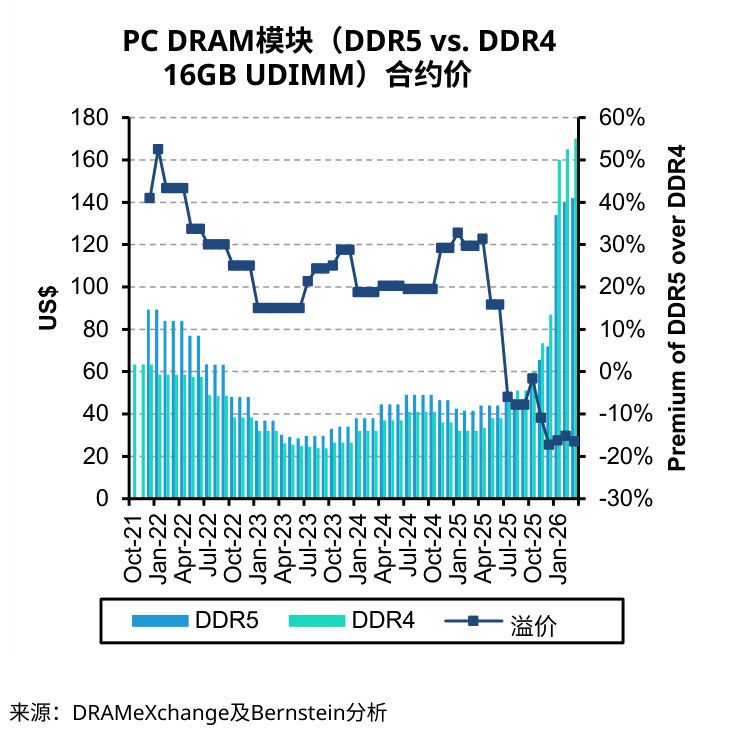 PC DRAM模块（DDR5 vs. DDR4
16GB UDIMM）合约价
180
160
140
120
100
80
60
40
20
0
US$
60%
50%
40%
30%
20%
10%
0%
-10%
-20%
-30%
Premium of DDR5 over DDR4
Oct-21
Jan-22
Apr-22
Jul-22
Oct-22
Jan-23
Apr-23
Jul-23
Oct-23
Jan-24
Apr-24
Jul-24
Oct-24
Jan-25
Apr-25
Jul-25
Oct-25
Jan-26
DDR5 DDR4 溢价
来源：DRAMeXchange及Bernstein分析